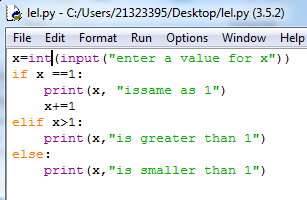 lel.py - C:/Users/21323395/Desktop/lel.py (3.5.2)
File Edit Format Run Options Window Help
x=int(input("enter a value for x"))
if x ==1:
    print(x, "issame as 1")
    x+=1
elif x>1:
    print(x,"is greater than 1")
else:
    print(x,"is smaller than 1")